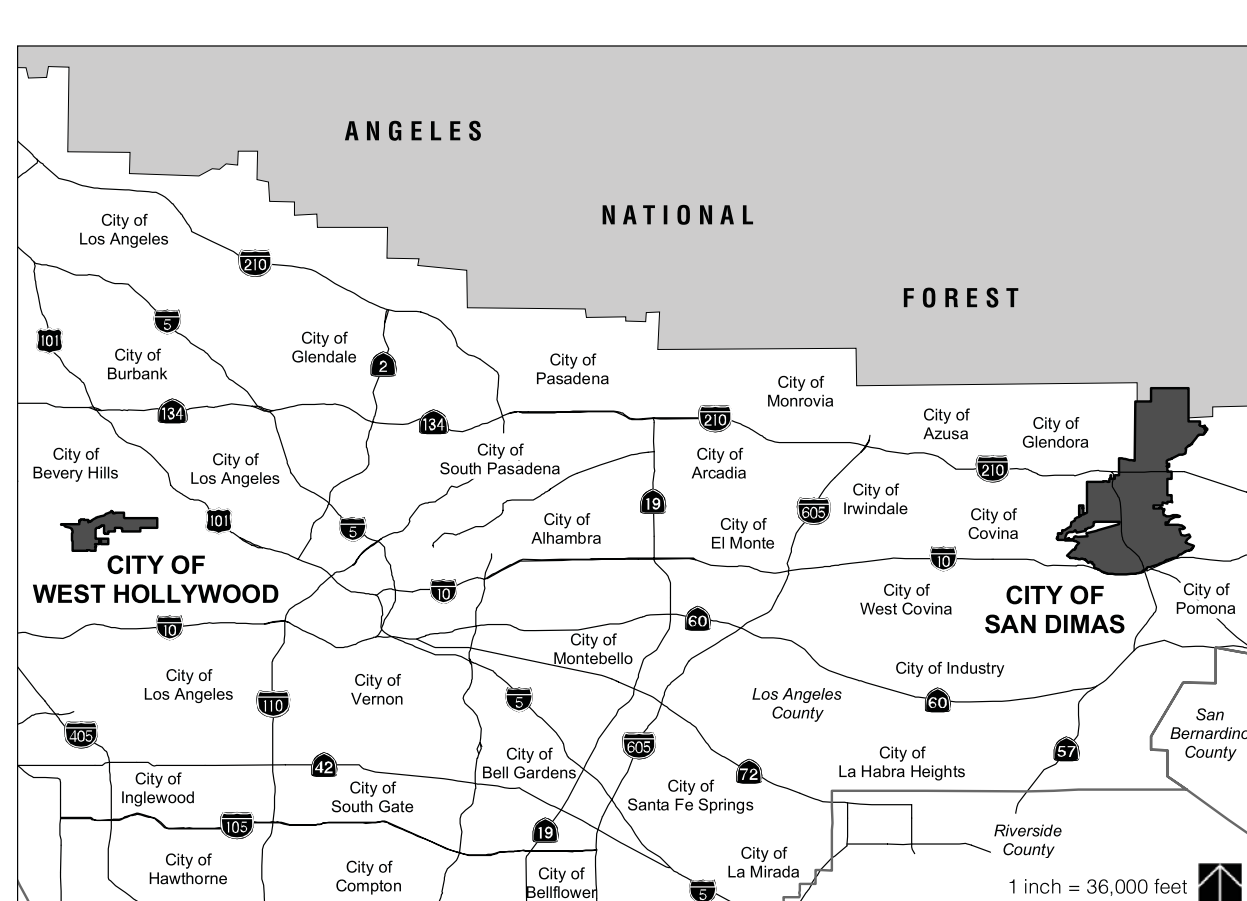 ANGELES
NATIONAL
FOREST
City of
Los Angeles
210
5
101
City of
Burbank
City of
Glendale
2
City of
Pasadena
City of
Monrovia
134
134
210
City of
Azusa
City of
Glendora
City of
Bevery Hills
City of
Los Angeles
City of
South Pasadena
City of
Arcadia
210
101
5
19
605
City of
Irwindale
City of
Alhambra
City of
El Monte
City of
Covina
CITY OF
WEST HOLLYWOOD
10
10
City of
West Covina
CITY OF
SAN DIMAS
City of
Pomona
10
60
City of
Montebello
City of Industry
City of
Los Angeles
City of
Vernon
110
5
Los Angeles
County
60
San
Bernardino
County
405
605
57
42
City of
Bell Gardens
72
City of
La Habra Heights
City of
Inglewood
City of
South Gate
City of
Santa Fe Springs
105
19
Riverside
County
City of
Hawthorne
City of
Compton
City of
Bellflower
City of
La Mirada
5
1 inch = 36,000 feet